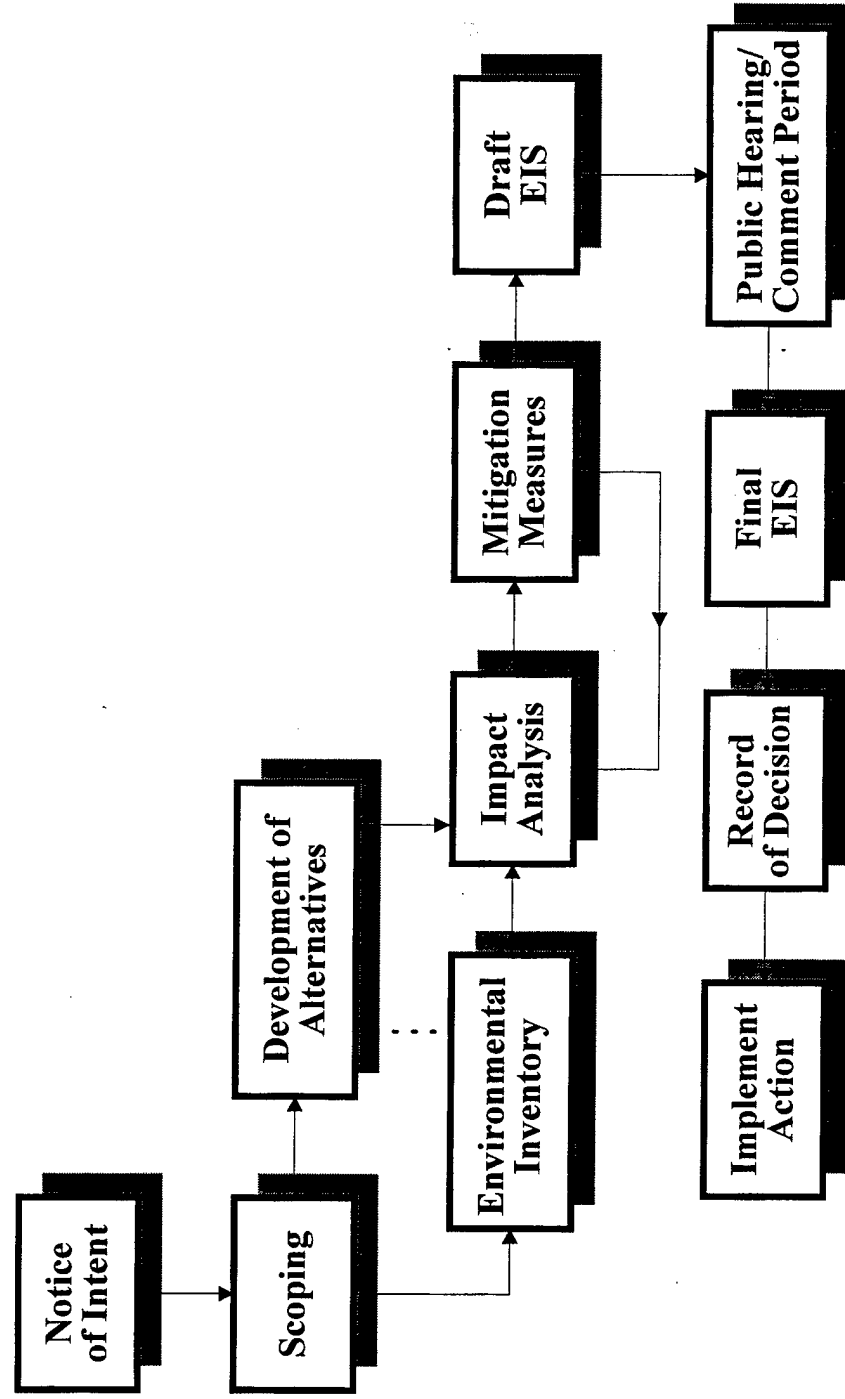 Notice
of Intent
Scoping
Development of
Alternatives
Environmental
Inventory
Impact
Analysis
Mitigation
Measures
Draft
EIS
Public Hearing/
Comment Period
Final
EIS
Record
of Decision
Implement
Action